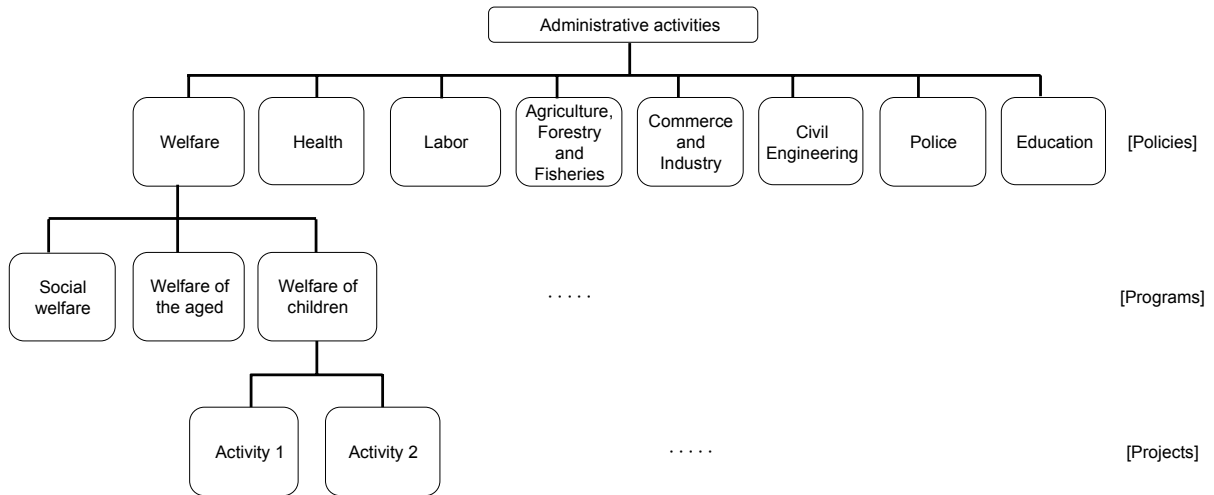 Administrative activities
Welfare
Health
Labor
Agriculture,
Forestry
and
Fisheries
Commerce
and
Industry
Civil
Engineering
Police
Education
[Policies]
Social
welfare
Welfare of
the aged
Welfare of
children
.....
[Programs]
Activity 1
Activity 2
.....
[Projects]